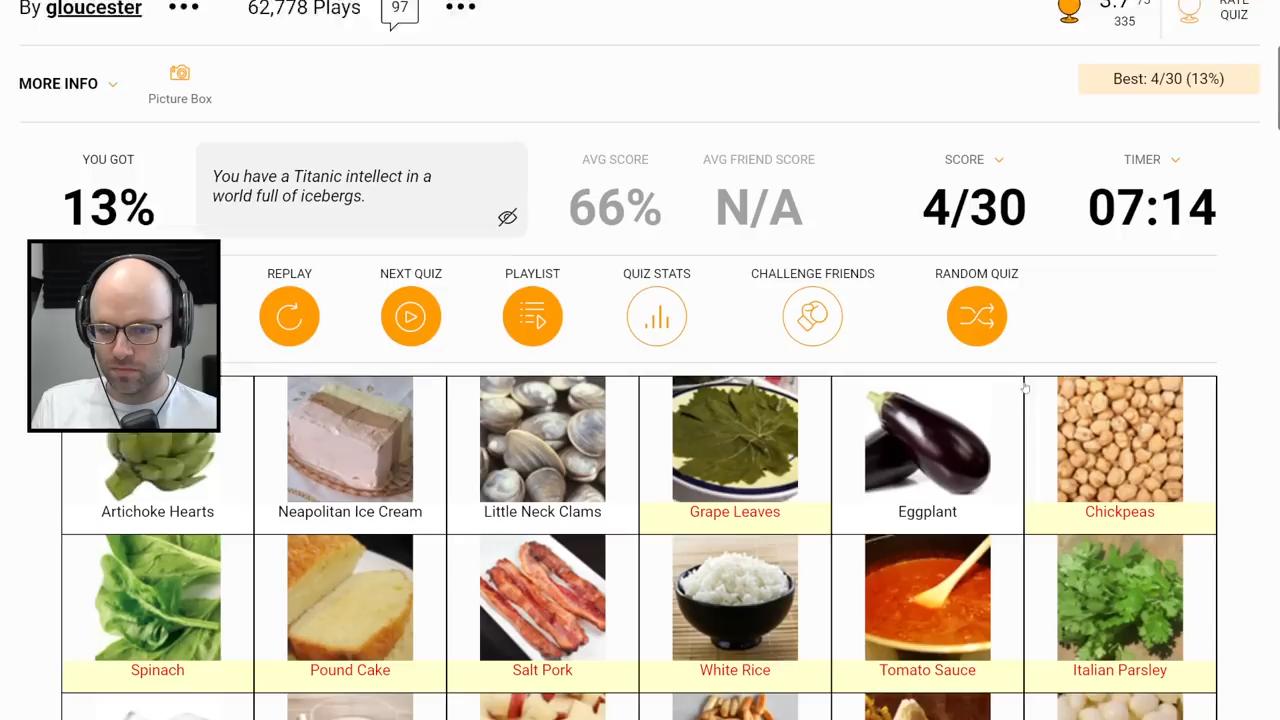 By gloucester ••• 62,778 Plays 97 •••
3.7 /5
335
RATE
QUIZ
MORE INFO
Picture Box
Best: 4/30 (13%)
YOU GOT
13%
You have a Titanic intellect in a
world full of icebergs.
AVG SCORE
66%
AVG FRIEND SCORE
N/A
SCORE
4/30
TIMER
07:14
REPLAY
NEXT QUIZ
PLAYLIST
QUIZ STATS
CHALLENGE FRIENDS
RANDOM QUIZ
Artichoke Hearts
Neapolitan Ice Cream
Little Neck Clams
Grape Leaves
Eggplant
Chickpeas
Spinach
Pound Cake
Salt Pork
White Rice
Tomato Sauce
Italian Parsley